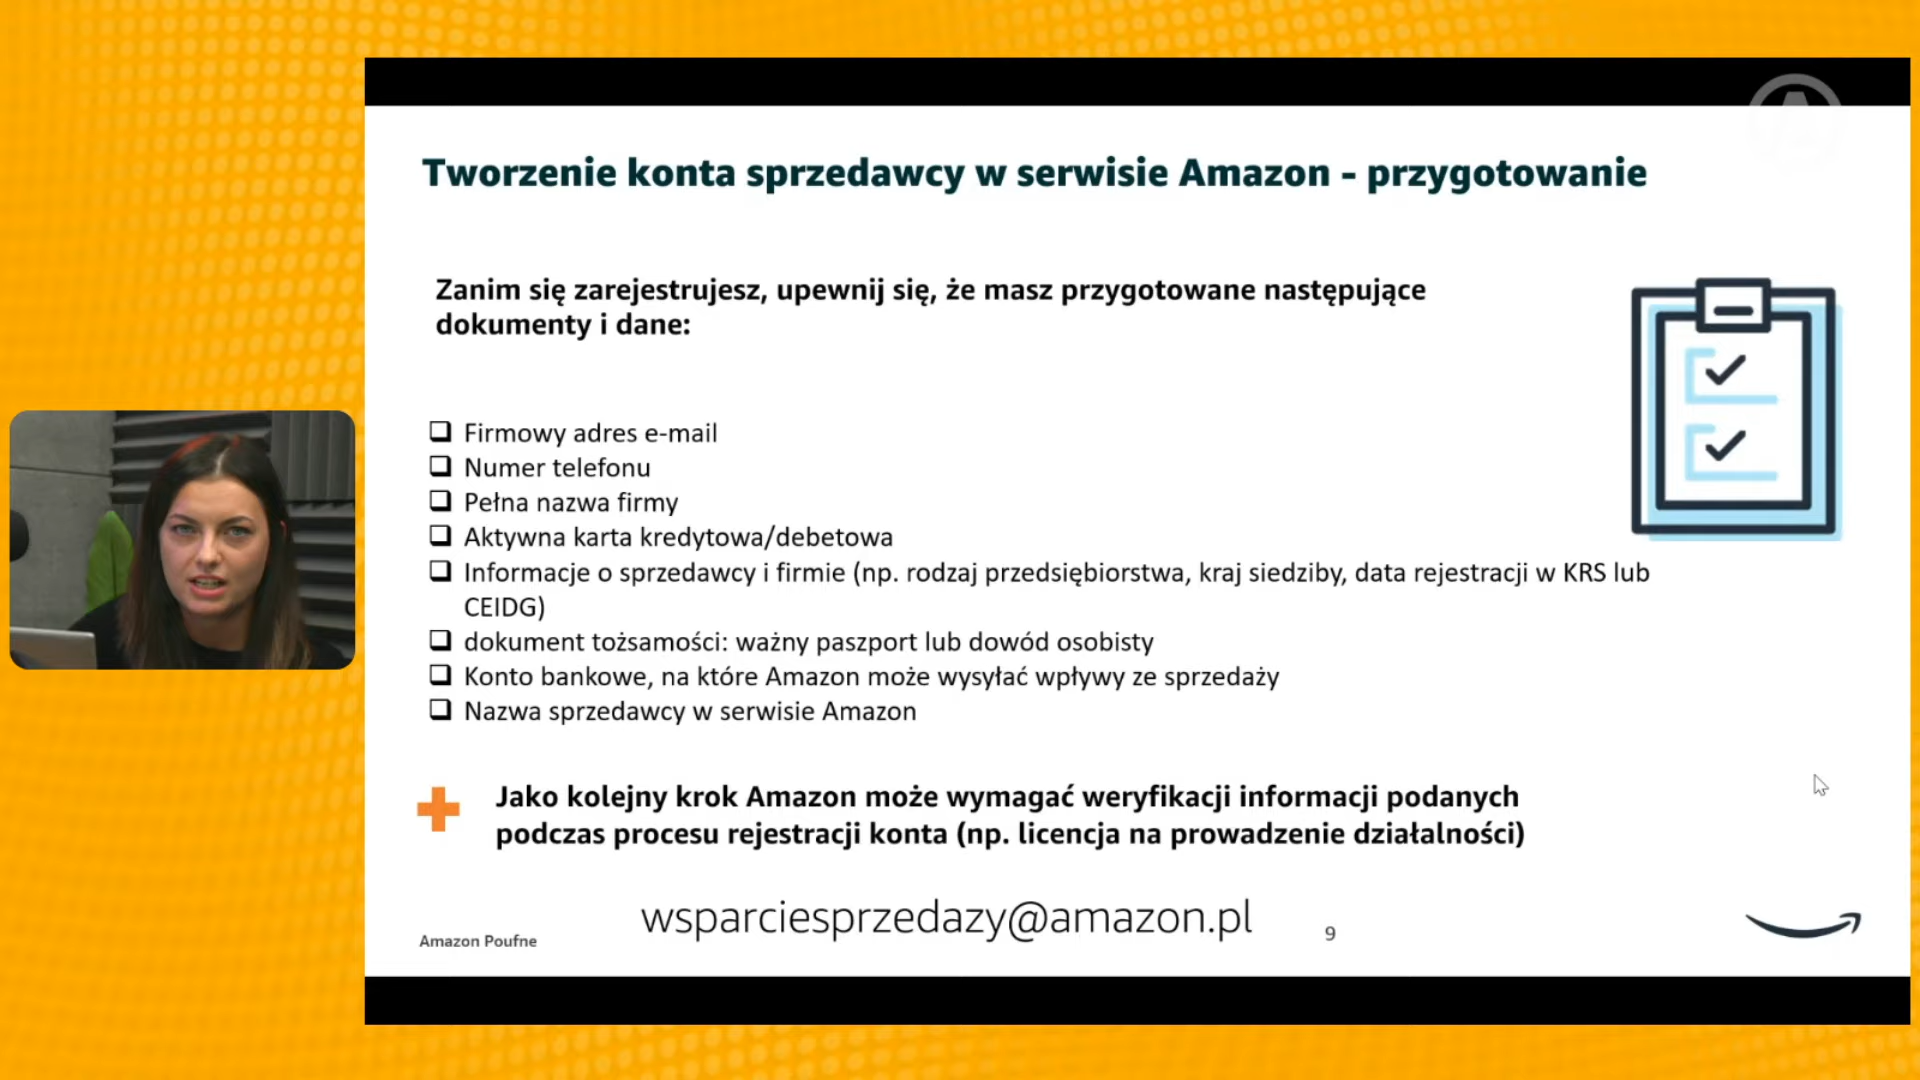 Tworzenie konta sprzedawcy w serwisie Amazon - przygotowanie
Zanim się zarejestrujesz, upewnij się, że masz przygotowane następujące
dokumenty i dane:
Firmowy adres e-mail
Numer telefonu
Pełna nazwa firmy
Aktywna karta kredytowa/debetowa
Informacje o sprzedawcy i firmie (np. rodzaj przedsiębiorstwa, kraj siedziby, data rejestracji w KRS lub
CEIDG)
dokument tożsamości: ważny paszport lub dowód osobisty
Konto bankowe, na które Amazon może wysyłać wpływy ze sprzedaży
Nazwa sprzedawcy w serwisie Amazon
Jako kolejny krok Amazon może wymagać weryfikacji informacji podanych
podczas procesu rejestracji konta (np. licencja na prowadzenie działalności)
wsparciesprzedazy@amazon.pl
Amazon Poufne
9